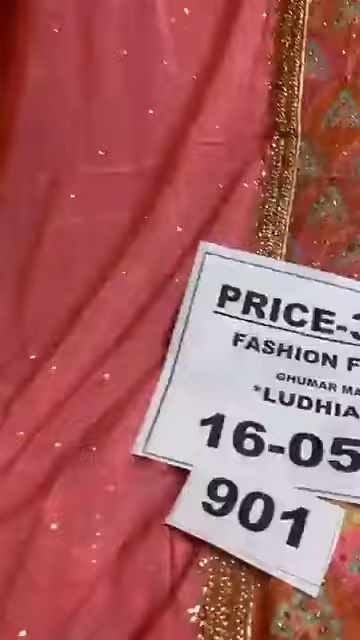 PRICE-3
FASHION F
GHUMAR MA
*LUDHIA
16-05
901